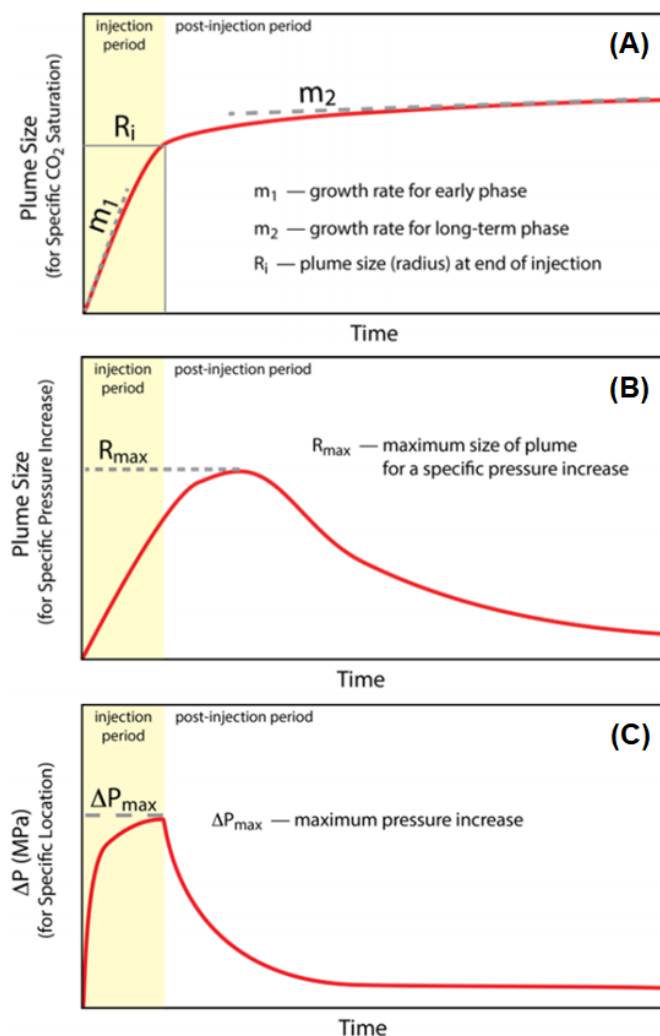 injection
period
post-injection period
(A)
Plume Size
(for Specific CO₂ Saturation)
Rᵢ
m₁
m₂
m₁ — growth rate for early phase
m₂ — growth rate for long-term phase
Rᵢ — plume size (radius) at end of injection
Time
injection
period
post-injection period
(B)
Plume Size
(for Specific Pressure Increase)
Rmax
Rmax — maximum size of plume
for a specific pressure increase
Time
injection
period
post-injection period
(C)
ΔP (MPa)
(for Specific Location)
ΔPmax
ΔPmax — maximum pressure increase
Time